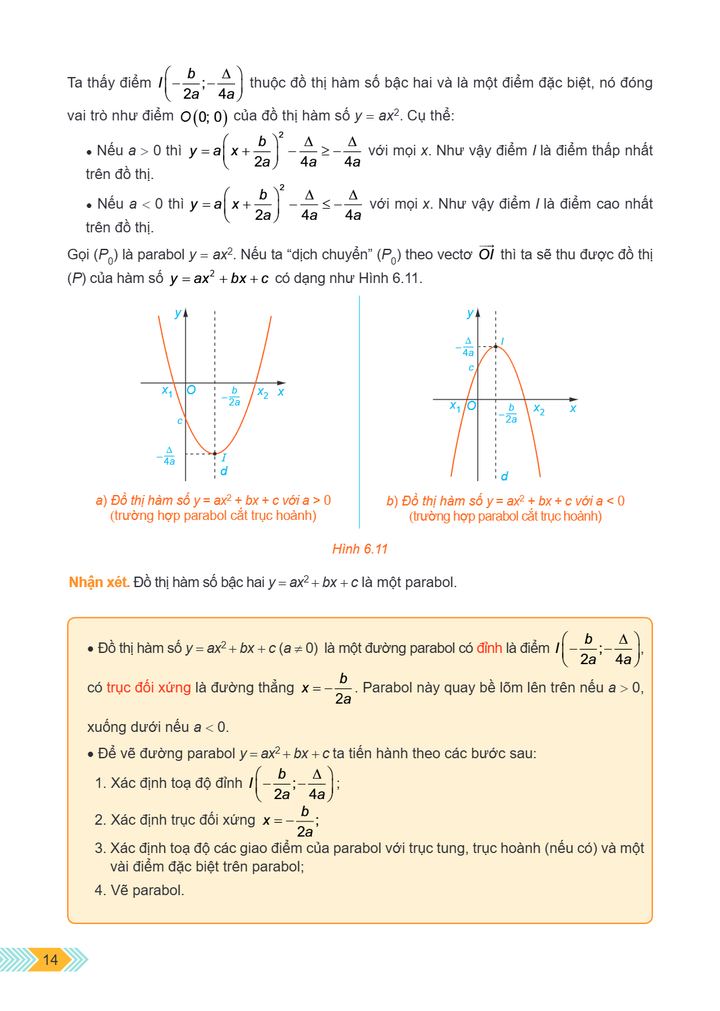 Ta thấy điểm I(−b/2a; −Δ/4a) thuộc đồ thị hàm số bậc hai và là một điểm đặc biệt, nó đóng
vai trò như điểm O(0; 0) của đồ thị hàm số y = ax². Cụ thể:
• Nếu a > 0 thì y = a(x + b/2a)² − Δ/4a ≥ −Δ/4a với mọi x. Như vậy điểm I là điểm thấp nhất
trên đồ thị.
• Nếu a < 0 thì y = a(x + b/2a)² − Δ/4a ≤ −Δ/4a với mọi x. Như vậy điểm I là điểm cao nhất
trên đồ thị.
Gọi (P₀) là parabol y = ax². Nếu ta “dịch chuyển” (P₀) theo vectơ OI→ thì ta sẽ thu được đồ thị
(P) của hàm số y = ax² + bx + c có dạng như Hình 6.11.
y
x₁ O −b/2a x₂ x
c
−Δ/4a I
d
y
−Δ/4a I
c
x₁ O −b/2a x₂ x
d
a) Đồ thị hàm số y = ax² + bx + c với a > 0
(trường hợp parabol cắt trục hoành)
b) Đồ thị hàm số y = ax² + bx + c với a < 0
(trường hợp parabol cắt trục hoành)
Hình 6.11
Nhận xét. Đồ thị hàm số bậc hai y = ax² + bx + c là một parabol.
• Đồ thị hàm số y = ax² + bx + c (a ≠ 0) là một đường parabol có đỉnh là điểm I(−b/2a; −Δ/4a),
có trục đối xứng là đường thẳng x = −b/2a. Parabol này quay bề lõm lên trên nếu a > 0,
xuống dưới nếu a < 0.
• Để vẽ đường parabol y = ax² + bx + c ta tiến hành theo các bước sau:
1. Xác định toạ độ đỉnh I(−b/2a; −Δ/4a);
2. Xác định trục đối xứng x = −b/2a;
3. Xác định toạ độ các giao điểm của parabol với trục tung, trục hoành (nếu có) và một
vài điểm đặc biệt trên parabol;
4. Vẽ parabol.
14